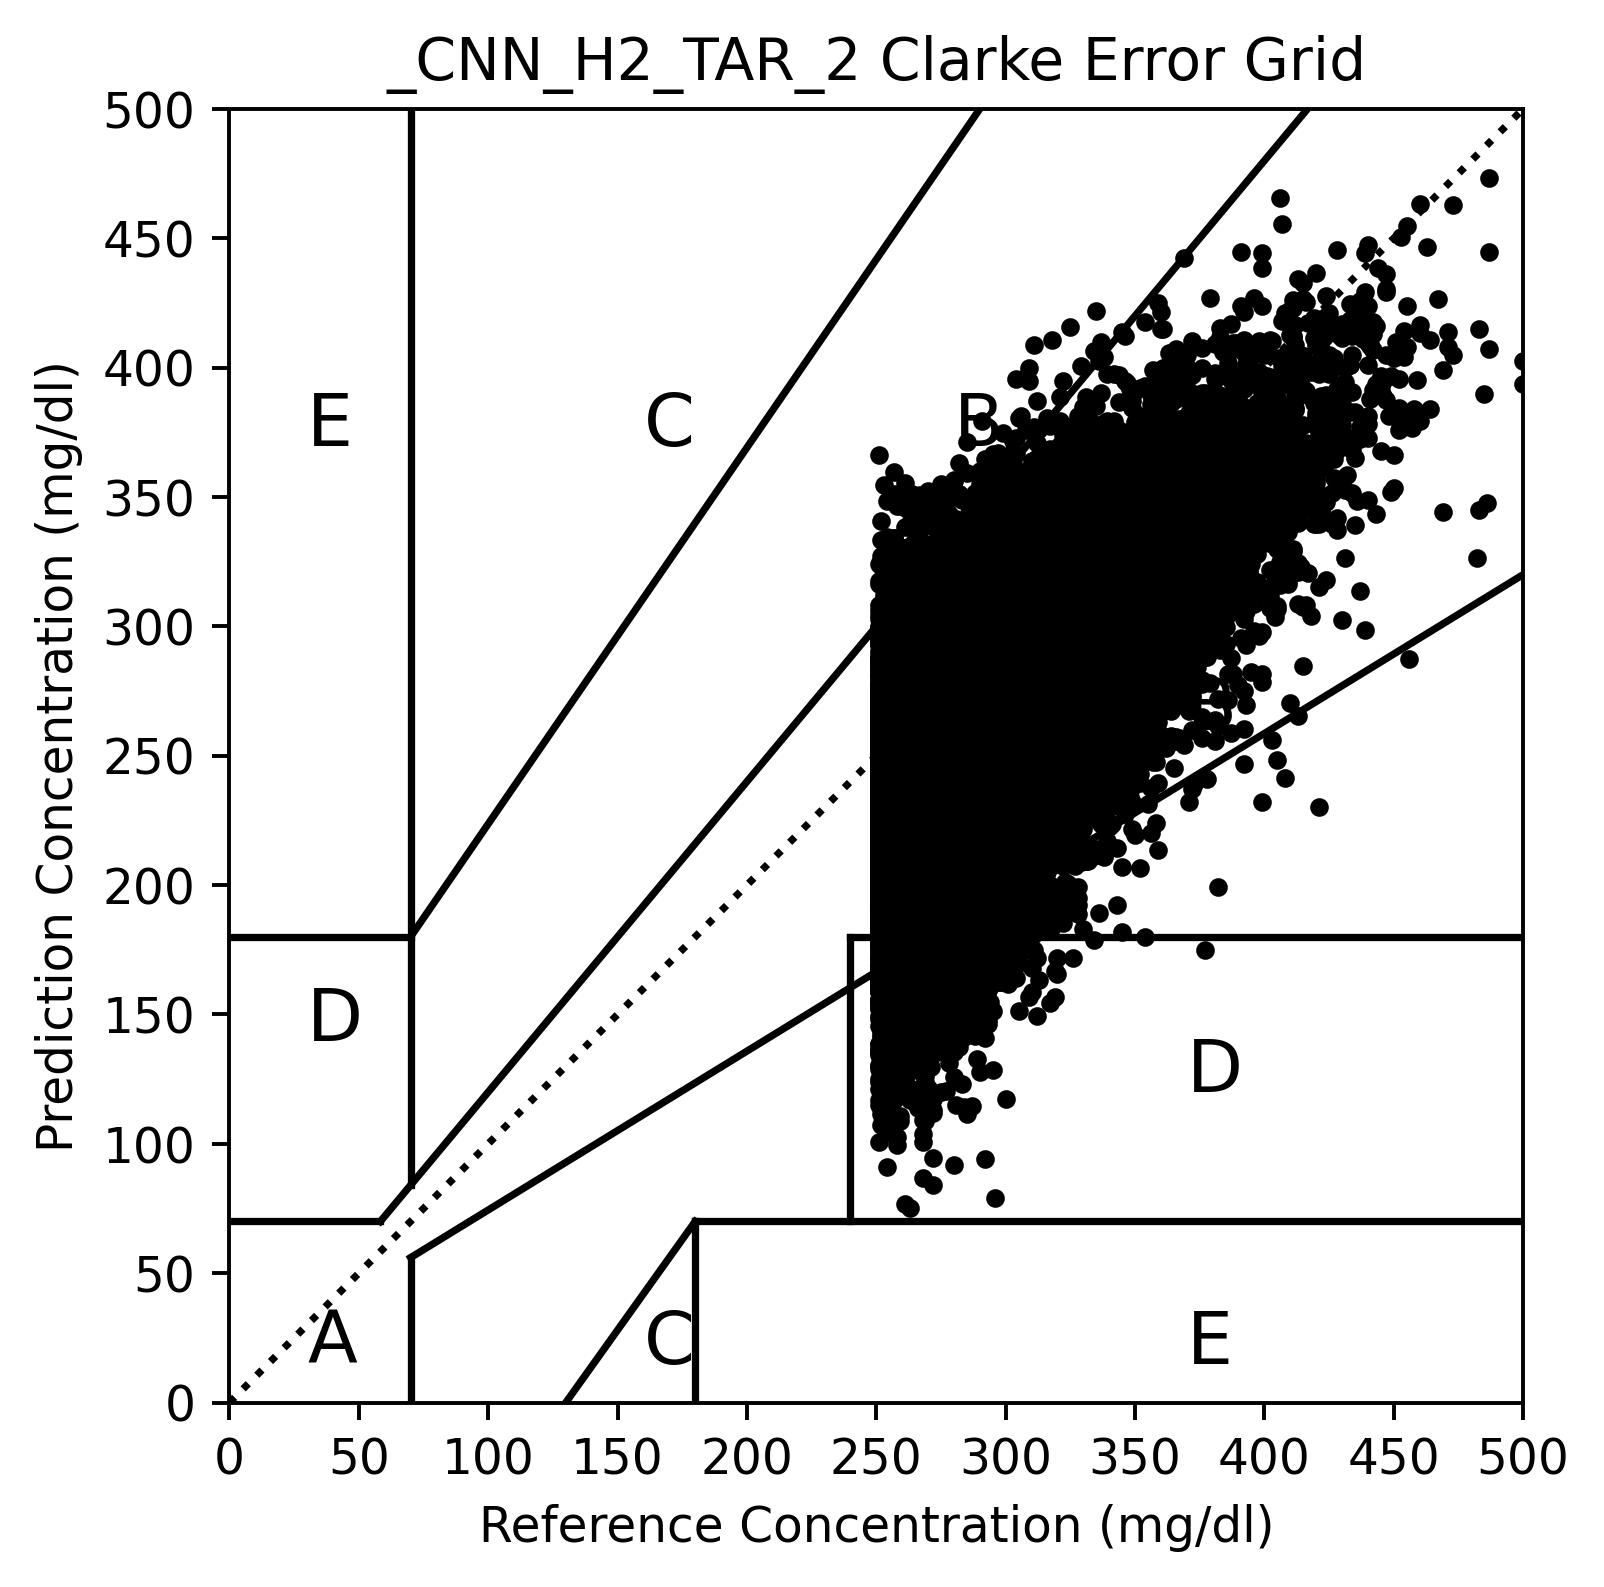 _CNN_H2_TAR_2 Clarke Error Grid
Prediction Concentration (mg/dl)
500
450
400
350
300
250
200
150
100
50
0
E
C
B
D
D
A
C
E
0 50 100 150 200 250 300 350 400 450 500
Reference Concentration (mg/dl)